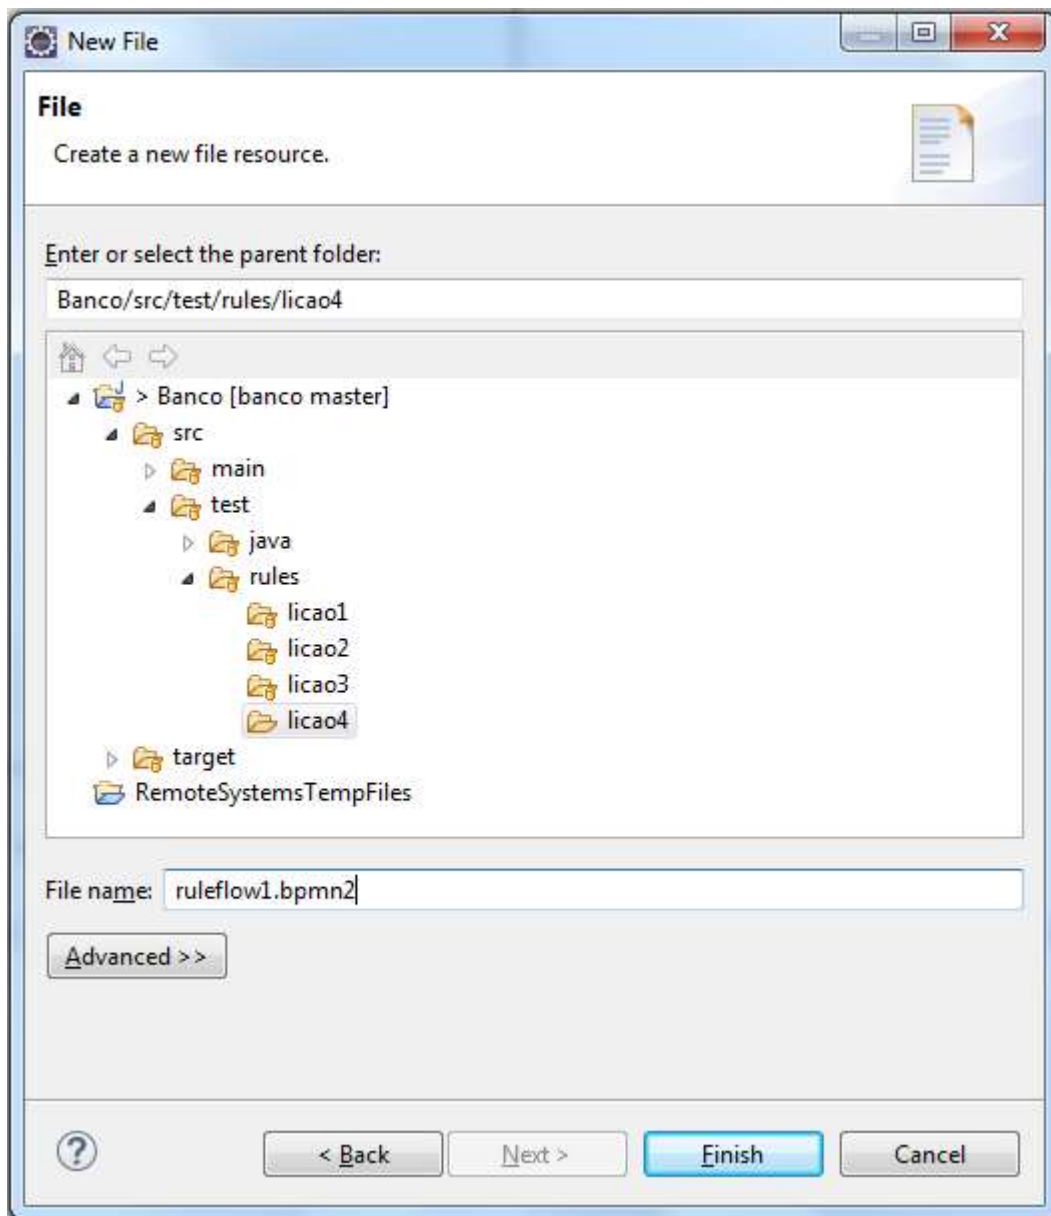 New File
File
Create a new file resource.
Enter or select the parent folder:
Banco/src/test/rules/licao4
> Banco [banco master]
src
main
test
java
rules
licao1
licao2
licao3
licao4
target
RemoteSystemsTempFiles
File name: ruleflow1.bpmn2
Advanced >>
? < Back Next > Finish Cancel